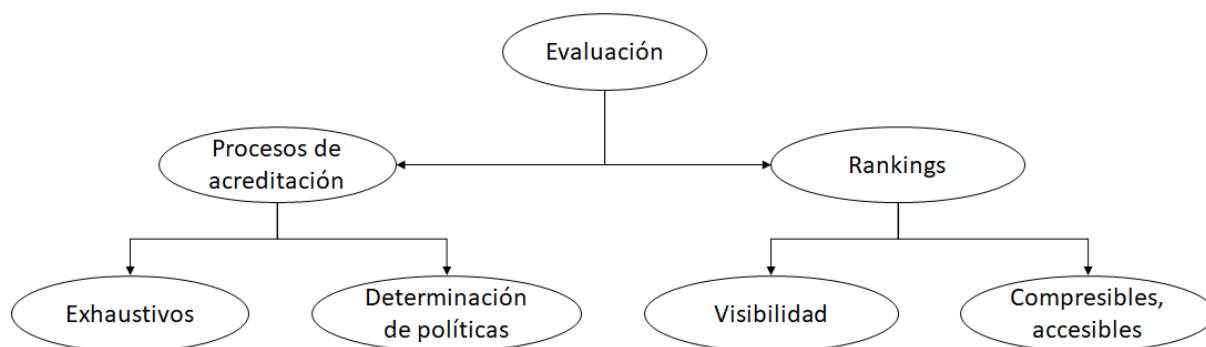 Evaluación
Procesos de
acreditación
Rankings
Exhaustivos
Determinación
de políticas
Visibilidad
Compresibles,
accesibles